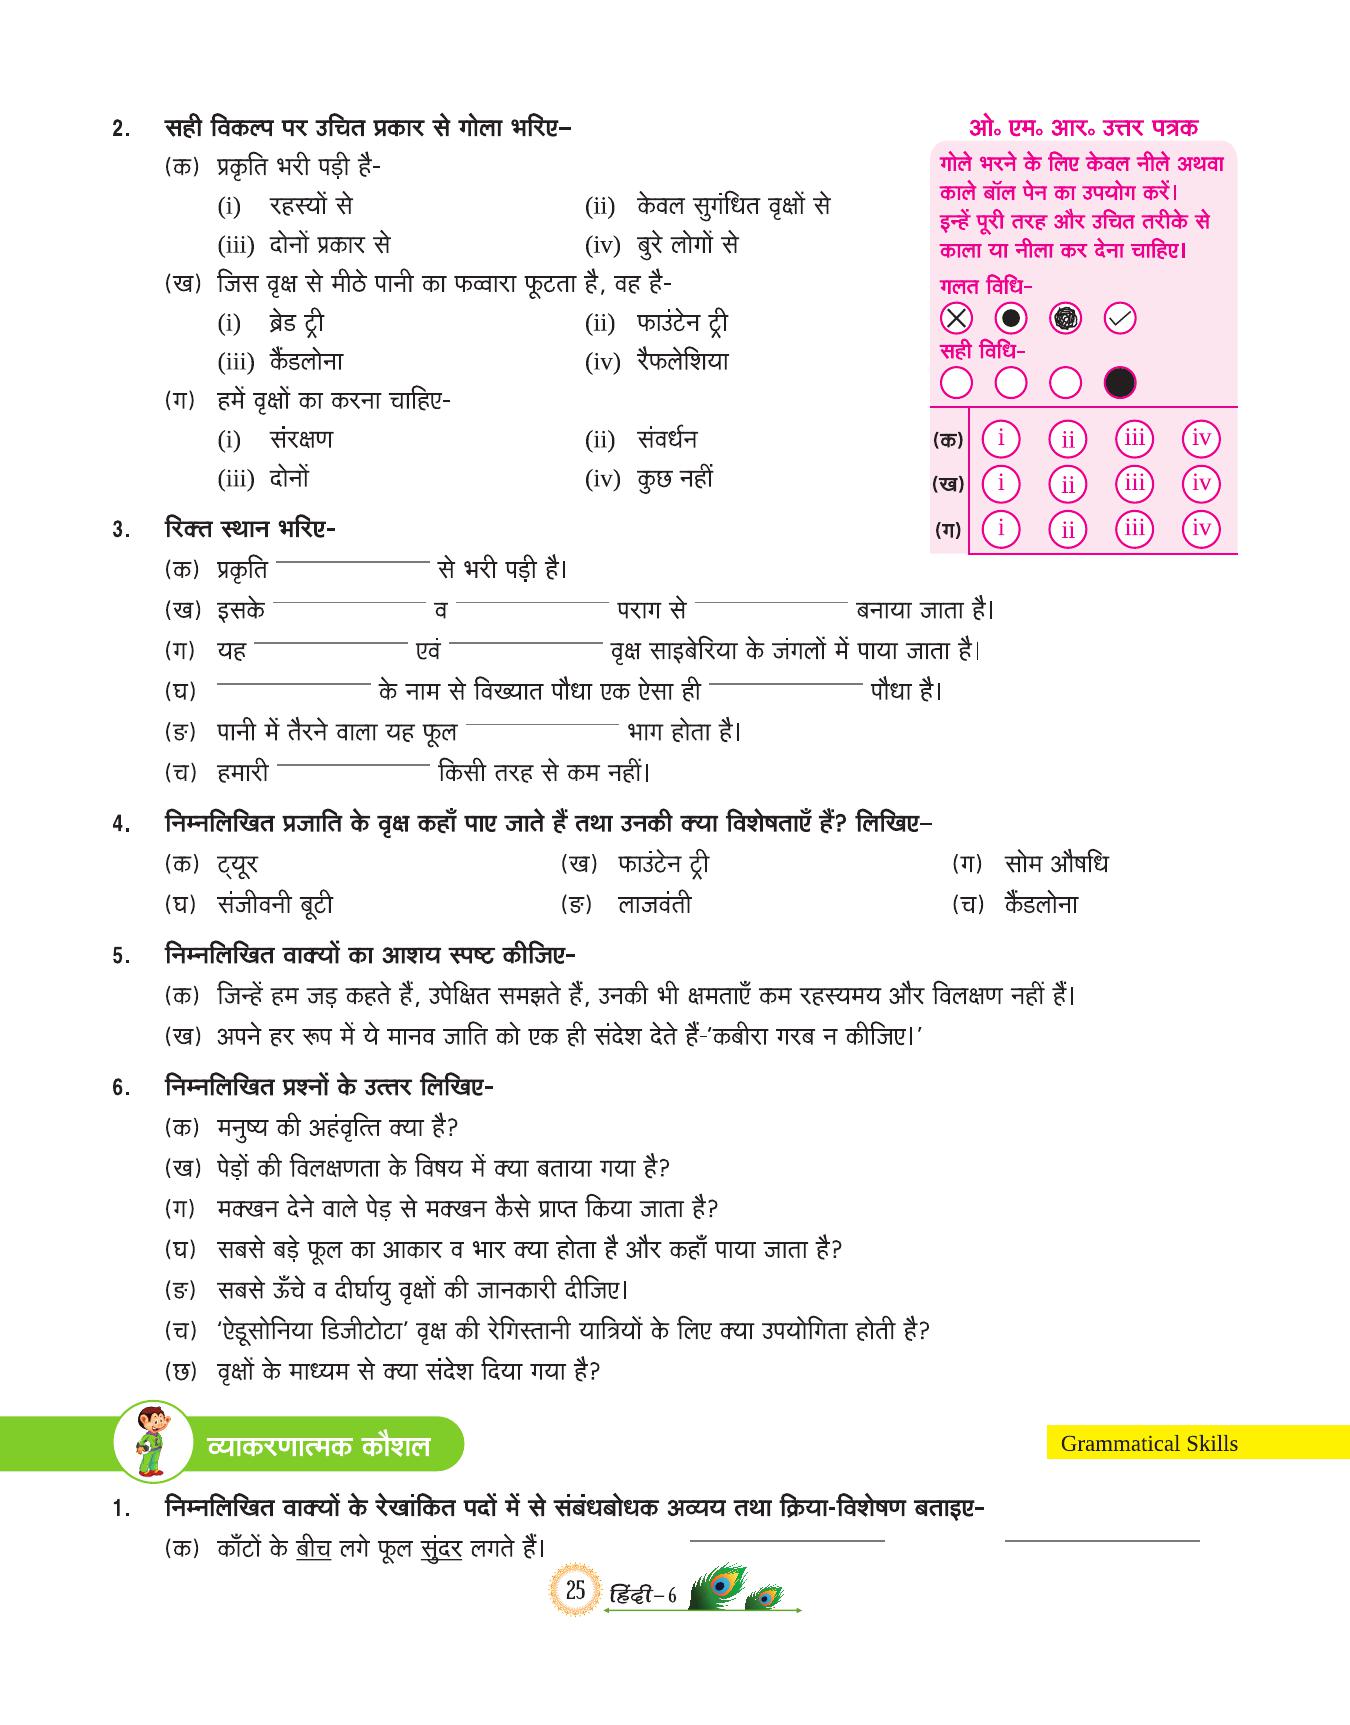 2. सही विकल्प पर उचित प्रकार से गोला भरिए–
(क) प्रकृति भरी पड़ी है-
(i) रहस्यों से (ii) केवल सुगंधित वृक्षों से
(iii) दोनों प्रकार से (iv) बुरे लोगों से
(ख) जिस वृक्ष से मीठे पानी का फव्वारा फूटता है, वह है-
(i) ब्रेड ट्री (ii) फाउंटेन ट्री
(iii) कैंडलोना (iv) रैफलेशिया
(ग) हमें वृक्षों का करना चाहिए-
(i) संरक्षण (ii) संवर्धन
(iii) दोनों (iv) कुछ नहीं
ओ॰ एम॰ आर॰ उत्तर पत्रक
गोले भरने के लिए केवल नीले अथवा
काले बॉल पेन का उपयोग करें।
इन्हें पूरी तरह और उचित तरीके से
काला या नीला कर देना चाहिए।
गलत विधि–
सही विधि–
(क) i ii iii iv
(ख) i ii iii iv
(ग) i ii iii iv
3. रिक्त स्थान भरिए-
(क) प्रकृति ____________ से भरी पड़ी है।
(ख) इसके ____________ व ____________ पराग से ____________ बनाया जाता है।
(ग) यह ____________ एवं ____________ वृक्ष साइबेरिया के जंगलों में पाया जाता है।
(घ) ____________ के नाम से विख्यात पौधा एक ऐसा ही ____________ पौधा है।
(ङ) पानी में तैरने वाला यह फूल ____________ भाग होता है।
(च) हमारी ____________ किसी तरह से कम नहीं।
4. निम्नलिखित प्रजाति के वृक्ष कहाँ पाए जाते हैं तथा उनकी क्या विशेषताएँ हैं? लिखिए–
(क) ट्यूर (ख) फाउंटेन ट्री (ग) सोम औषधि
(घ) संजीवनी बूटी (ङ) लाजवंती (च) कैंडलोना
5. निम्नलिखित वाक्यों का आशय स्पष्ट कीजिए-
(क) जिन्हें हम जड़ कहते हैं, उपेक्षित समझते हैं, उनकी भी क्षमताएँ कम रहस्यमय और विलक्षण नहीं हैं।
(ख) अपने हर रूप में ये मानव जाति को एक ही संदेश देते हैं-‘कबीरा गरब न कीजिए।’
6. निम्नलिखित प्रश्नों के उत्तर लिखिए-
(क) मनुष्य की अहंवृत्ति क्या है?
(ख) पेड़ों की विलक्षणता के विषय में क्या बताया गया है?
(ग) मक्खन देने वाले पेड़ से मक्खन कैसे प्राप्त किया जाता है?
(घ) सबसे बड़े फूल का आकार व भार क्या होता है और कहाँ पाया जाता है?
(ङ) सबसे ऊँचे व दीर्घायु वृक्षों की जानकारी दीजिए।
(च) ‘ऐडूसोनिया डिजीटोटा’ वृक्ष की रेगिस्तानी यात्रियों के लिए क्या उपयोगिता होती है?
(छ) वृक्षों के माध्यम से क्या संदेश दिया गया है?
व्याकरणात्मक कौशल Grammatical Skills
1. निम्नलिखित वाक्यों के रेखांकित पदों में से संबंधबोधक अव्यय तथा क्रिया-विशेषण बताइए–
(क) काँटों के बीच लगे फूल सुंदर लगते हैं। ____________ ____________
25 हिंदी–6